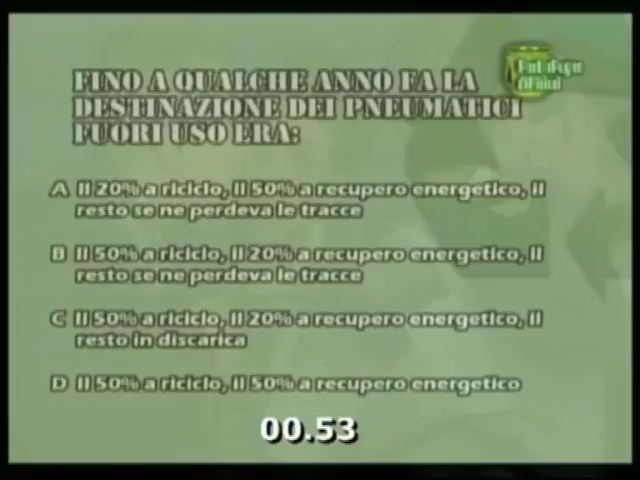 FINO A QUALCHE ANNO FA LA
DESTINAZIONE DEI PNEUMATICI
FUORI USO ERA:
A Il 20% a riciclo, il 50% a recupero energetico, il
resto se ne perdeva le tracce
B Il 50% a riciclo, il 20% a recupero energetico, il
resto se ne perdeva le tracce
C Il 50% a riciclo, il 20% a recupero energetico, il
resto in discarica
D Il 50% a riciclo, il 50% a recupero energetico
00.53